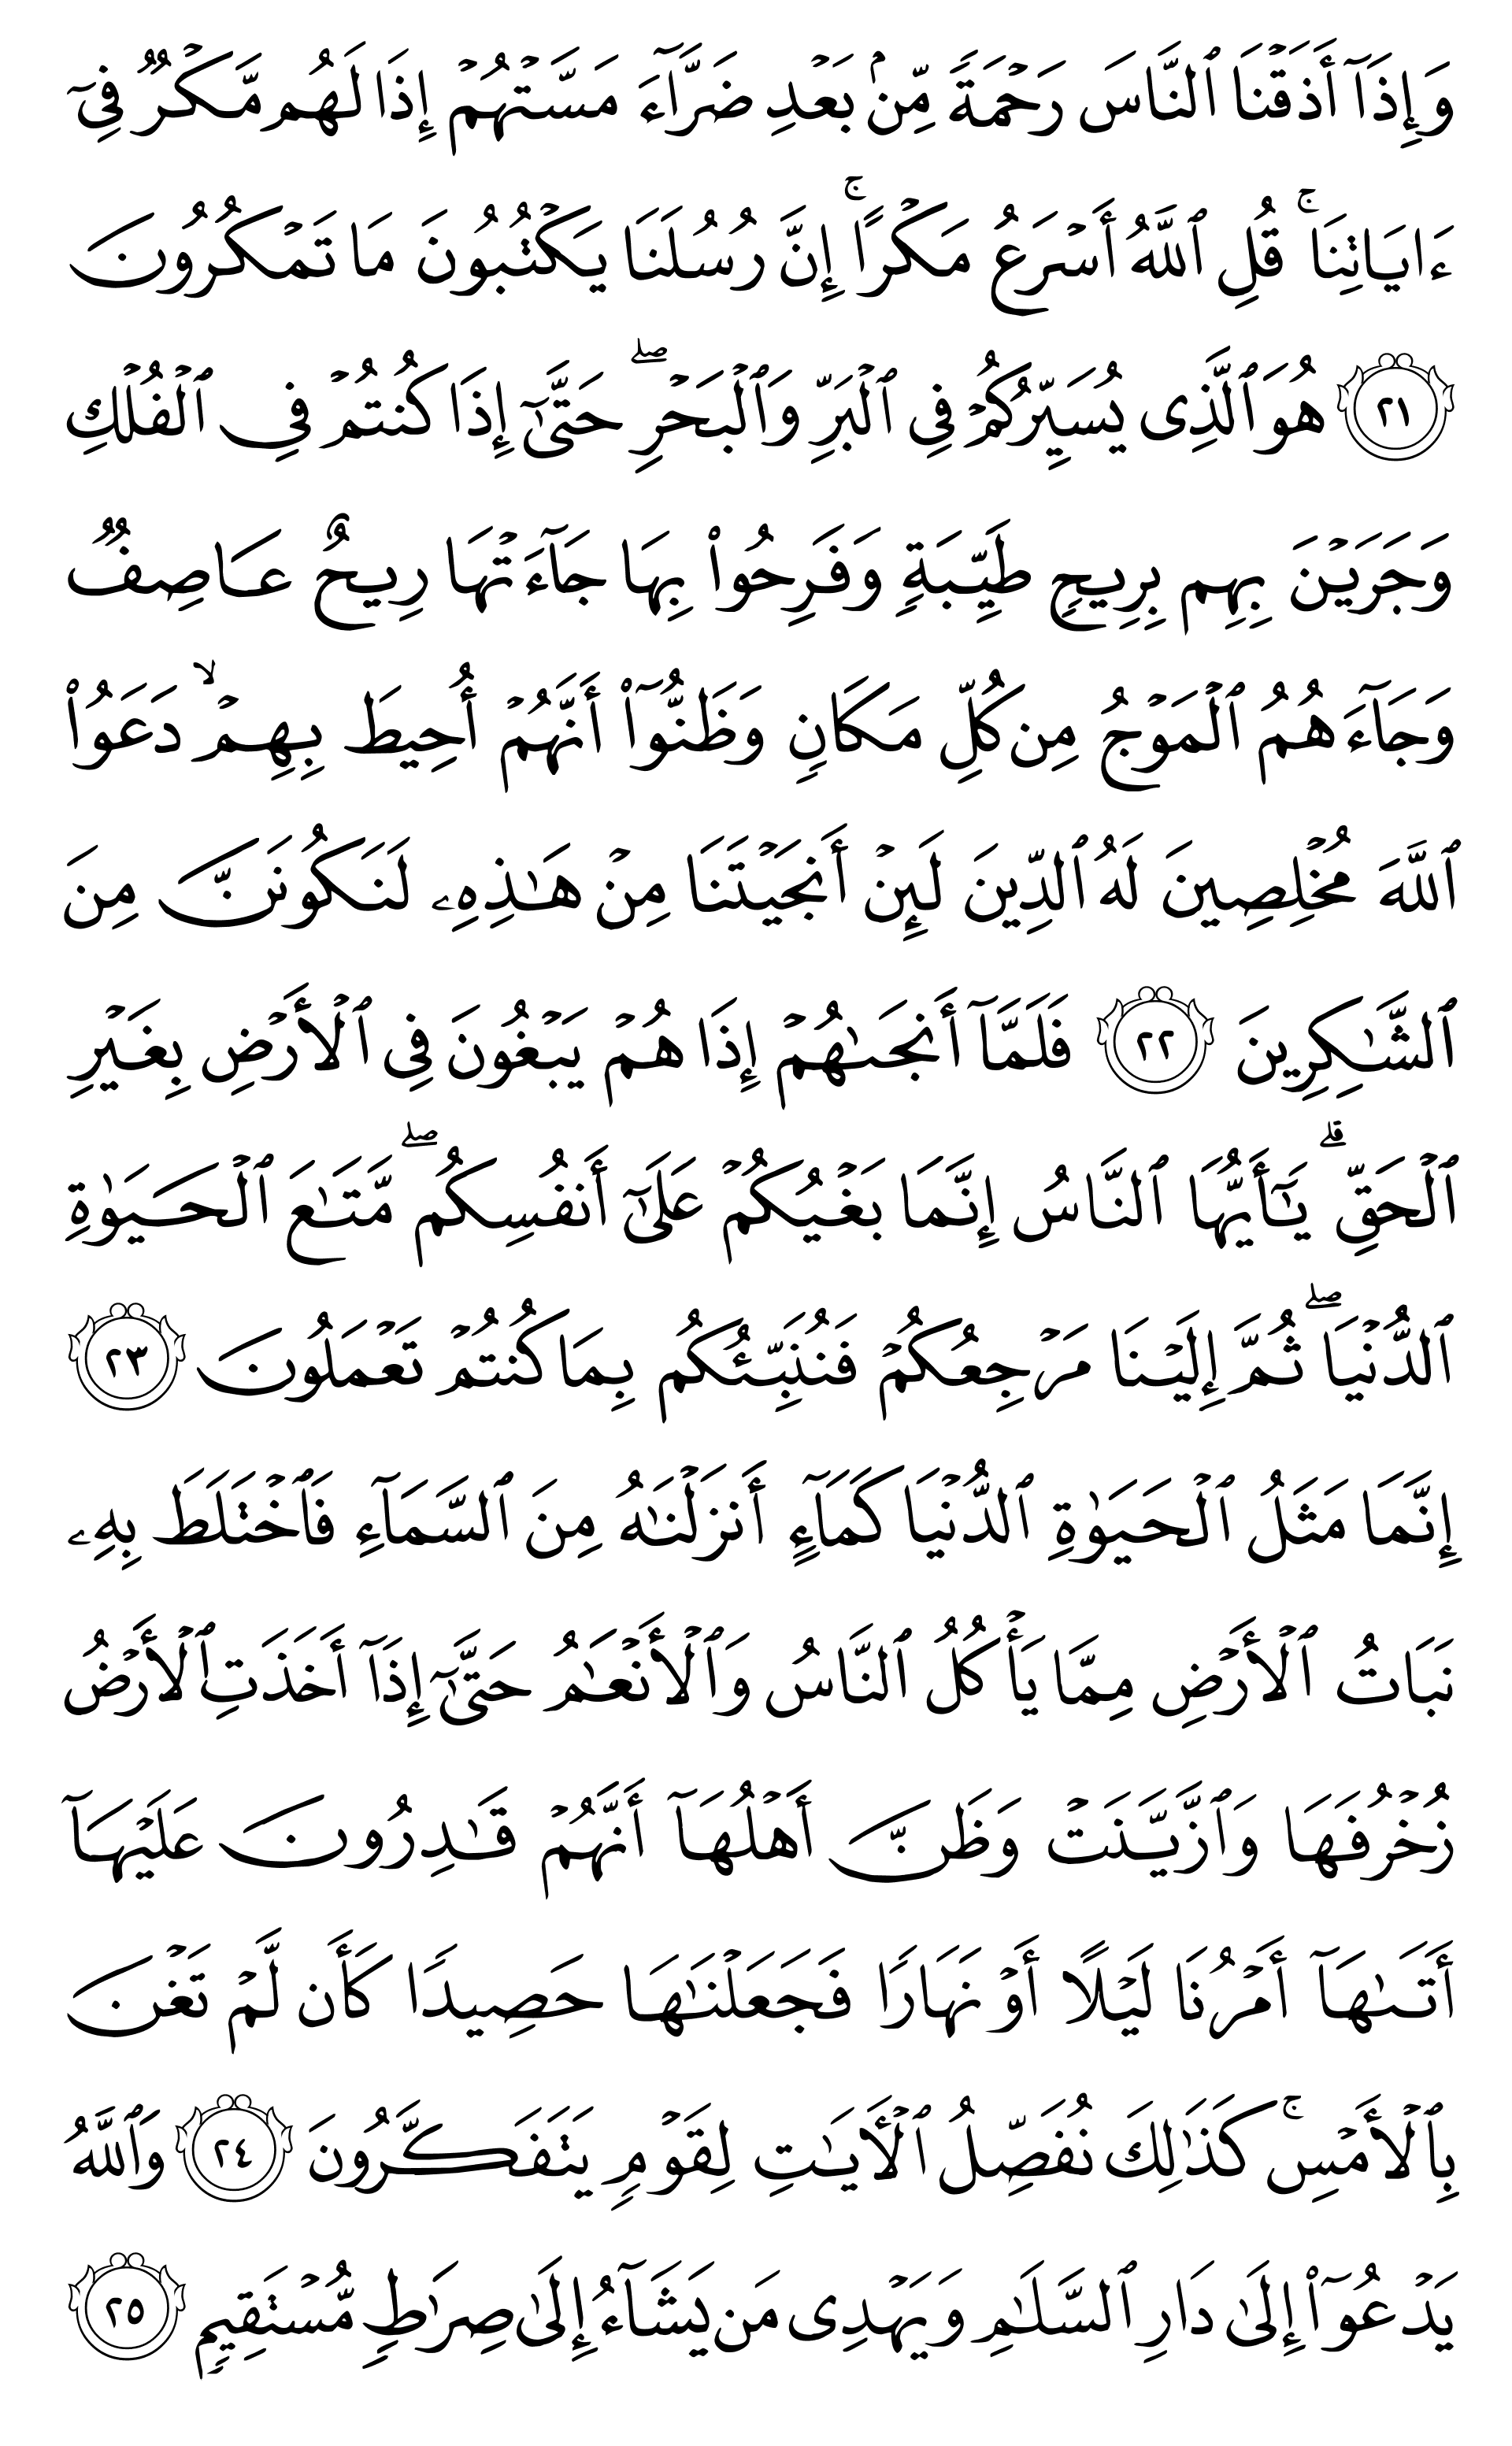 وَإِذَآ أَذَقْنَا ٱلنَّاسَ رَحْمَةً مِّنۢ بَعْدِ ضَرَّآءَ مَسَّتْهُمْ إِذَا لَهُم مَّكْرٌ فِىٓ
ءَايَاتِنَا ۚ قُلِ ٱللَّهُ أَسْرَعُ مَكْرًا ۚ إِنَّ رُسُلَنَا يَكْتُبُونَ مَا تَمْكُرُونَ
٢١ هُوَ ٱلَّذِى يُسَيِّرُكُمْ فِى ٱلْبَرِّ وَٱلْبَحْرِ ۖ حَتَّىٰٓ إِذَا كُنتُمْ فِى ٱلْفُلْكِ
وَجَرَيْنَ بِهِم بِرِيحٍ طَيِّبَةٍ وَفَرِحُوا۟ بِهَا جَآءَتْهَا رِيحٌ عَاصِفٌ
وَجَآءَهُمُ ٱلْمَوْجُ مِن كُلِّ مَكَانٍ وَظَنُّوٓا۟ أَنَّهُمْ أُحِيطَ بِهِمْ ۙ دَعَوُا۟
ٱللَّهَ مُخْلِصِينَ لَهُ ٱلدِّينَ لَئِنْ أَنجَيْتَنَا مِنْ هَـٰذِهِۦ لَنَكُونَنَّ مِنَ
ٱلشَّـٰكِرِينَ ٢٢ فَلَمَّآ أَنجَىٰهُمْ إِذَا هُمْ يَبْغُونَ فِى ٱلْأَرْضِ بِغَيْرِ
ٱلْحَقِّ ۗ يَـٰٓأَيُّهَا ٱلنَّاسُ إِنَّمَا بَغْيُكُمْ عَلَىٰٓ أَنفُسِكُم ۖ مَّتَـٰعَ ٱلْحَيَوٰةِ
ٱلدُّنْيَا ۖ ثُمَّ إِلَيْنَا مَرْجِعُكُمْ فَنُنَبِّئُكُم بِمَا كُنتُمْ تَعْمَلُونَ ٢٣
إِنَّمَا مَثَلُ ٱلْحَيَوٰةِ ٱلدُّنْيَا كَمَآءٍ أَنزَلْنَـٰهُ مِنَ ٱلسَّمَآءِ فَٱخْتَلَطَ بِهِۦ
نَبَاتُ ٱلْأَرْضِ مِمَّا يَأْكُلُ ٱلنَّاسُ وَٱلْأَنْعَـٰمُ حَتَّىٰٓ إِذَآ أَخَذَتِ ٱلْأَرْضُ
زُخْرُفَهَا وَٱزَّيَّنَتْ وَظَنَّ أَهْلُهَآ أَنَّهُمْ قَـٰدِرُونَ عَلَيْهَآ
أَتَىٰهَآ أَمْرُنَا لَيْلًا أَوْ نَهَارًا فَجَعَلْنَـٰهَا حَصِيدًا كَأَن لَّمْ تَغْنَ
بِٱلْأَمْسِ ۚ كَذَٰلِكَ نُفَصِّلُ ٱلْـَٔايَـٰتِ لِقَوْمٍ يَتَفَكَّرُونَ ٢٤ وَٱللَّهُ
يَدْعُوٓا۟ إِلَىٰ دَارِ ٱلسَّلَـٰمِ وَيَهْدِى مَن يَشَآءُ إِلَىٰ صِرَٰطٍ مُّسْتَقِيمٍ ٢٥